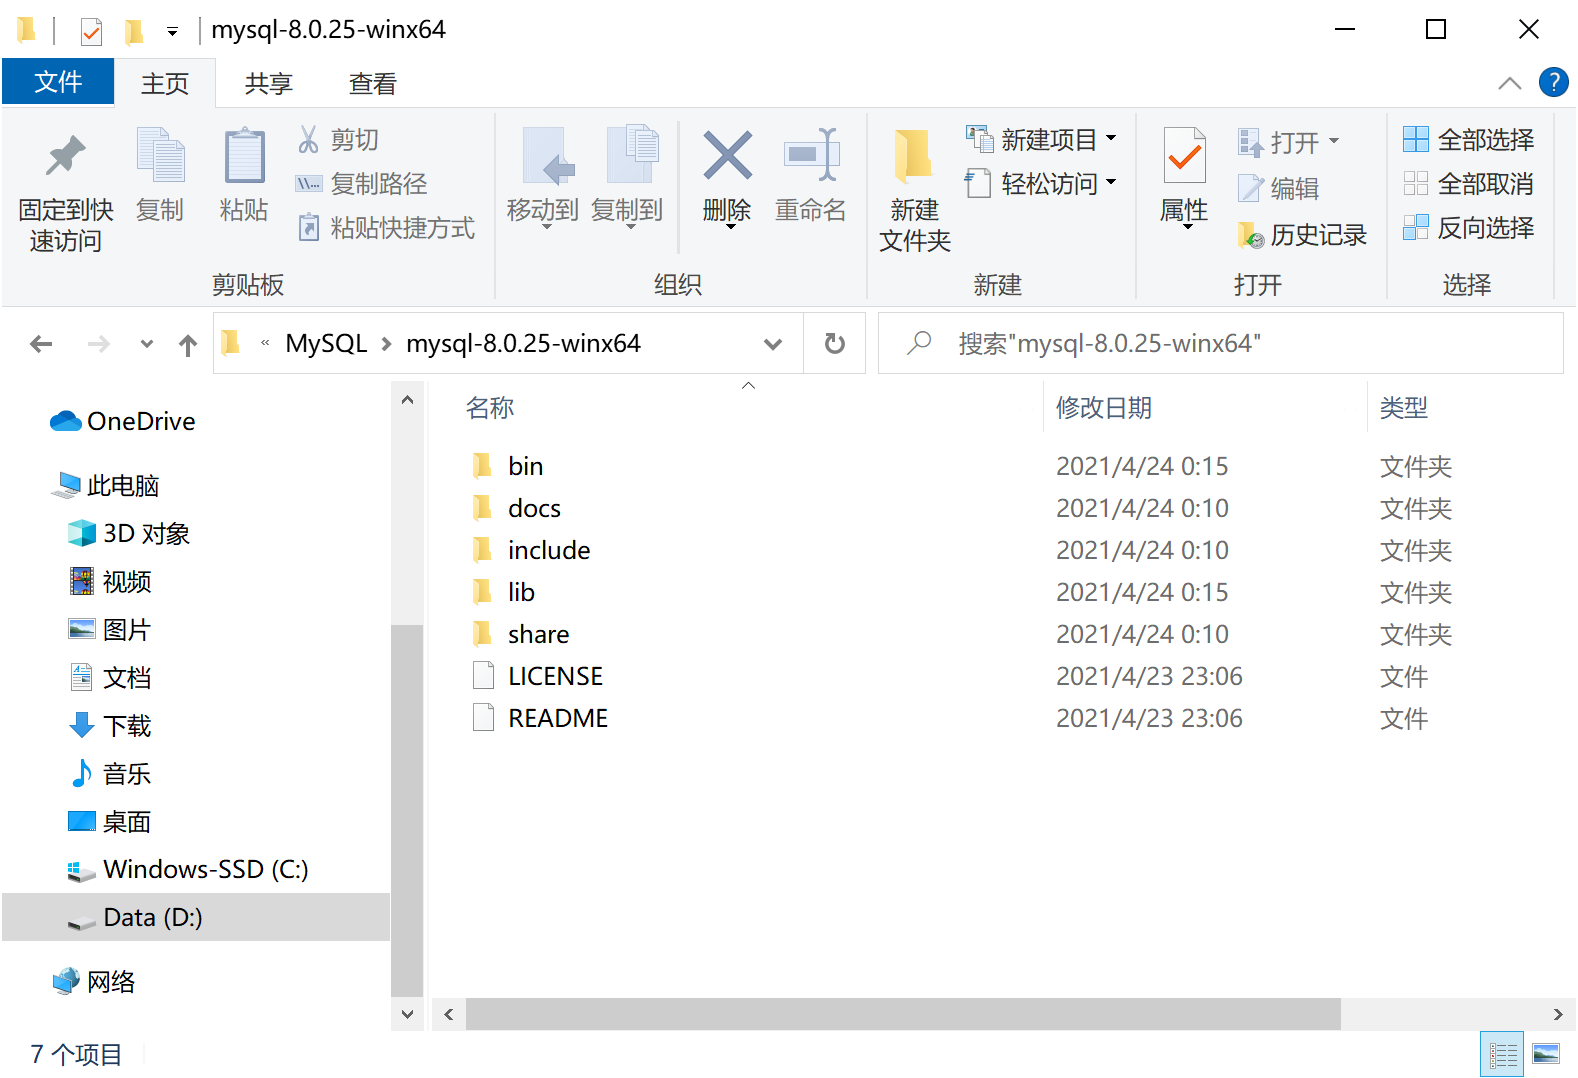 mysql-8.0.25-winx64
文件 主页 共享 查看
固定到快速访问
复制
粘贴
剪切
复制路径
粘贴快捷方式
剪贴板
移动到
复制到
删除
重命名
组织
新建文件夹
新建项目
轻松访问
新建
属性
打开
编辑
历史记录
打开
全部选择
全部取消
反向选择
选择
« MySQL > mysql-8.0.25-winx64
搜索"mysql-8.0.25-winx64"
OneDrive
此电脑
3D 对象
视频
图片
文档
下载
音乐
桌面
Windows-SSD (C:)
Data (D:)
网络
名称 修改日期 类型
bin 2021/4/24 0:15 文件夹
docs 2021/4/24 0:10 文件夹
include 2021/4/24 0:10 文件夹
lib 2021/4/24 0:15 文件夹
share 2021/4/24 0:10 文件夹
LICENSE 2021/4/23 23:06 文件
README 2021/4/23 23:06 文件
7 个项目